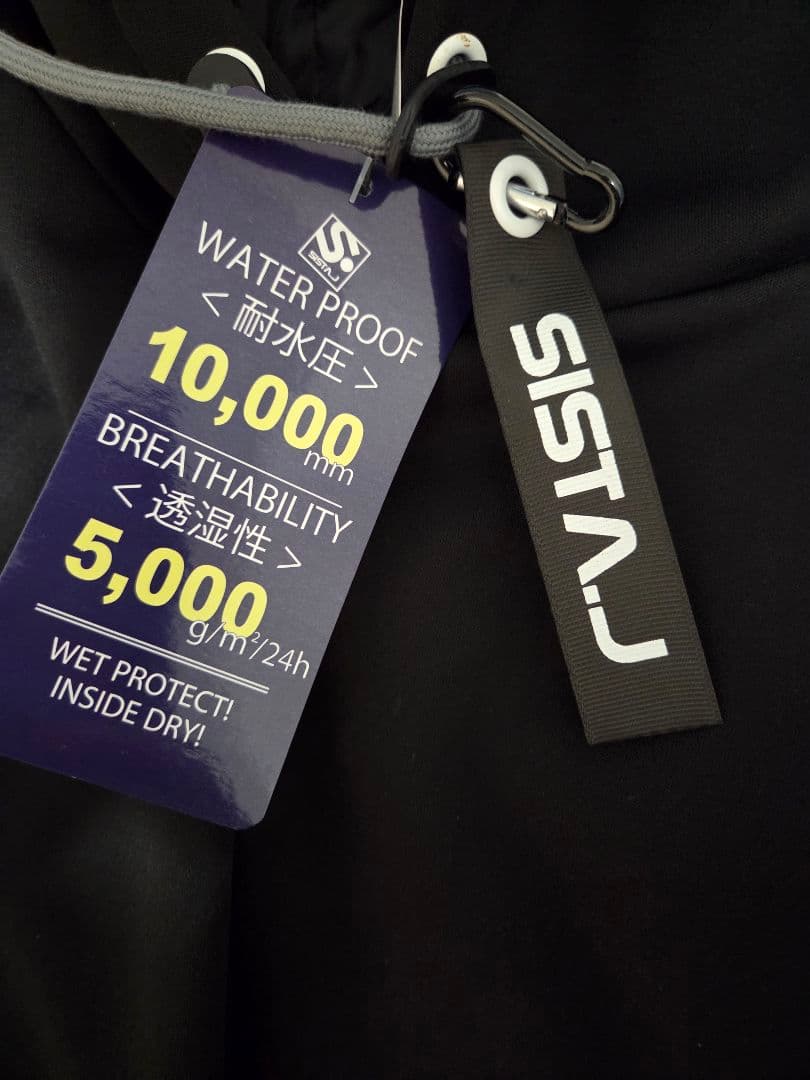 SISTA.J
WATER PROOF
< 耐水圧 >
10,000
mm
BREATHABILITY
< 透湿性 >
5,000
g/m²/24h
WET PROTECT!
INSIDE DRY!
SISTA.J